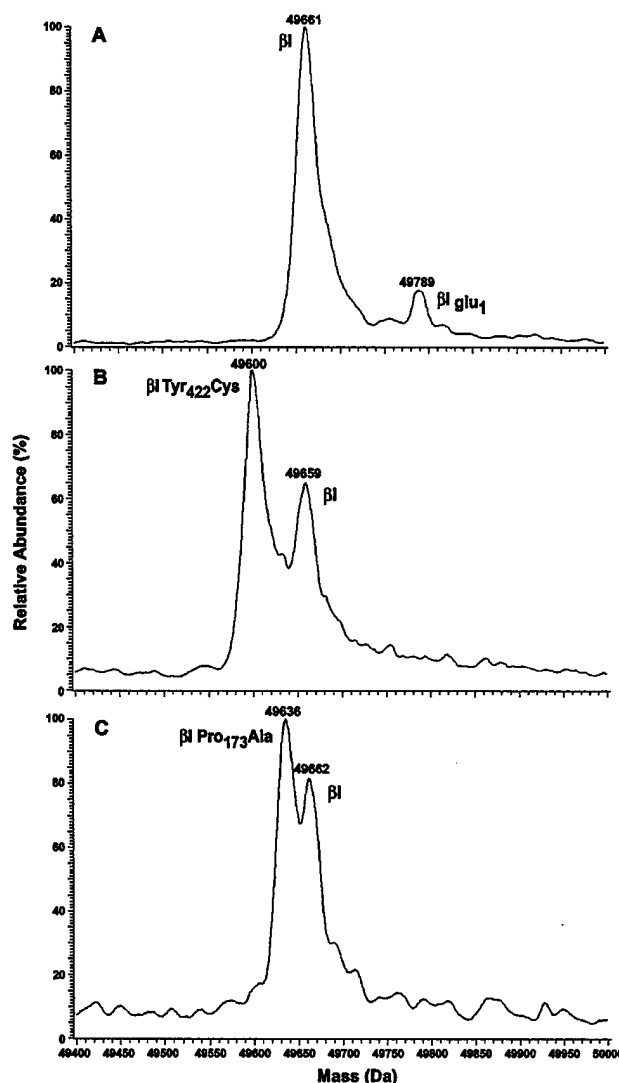 A
49661
βI
49789
βI glu1
100
80
60
40
20
0
B
49600
βI Tyr422Cys
49659
βI
100
80
60
40
20
0
Relative Abundance (%)
C
49636
βI Pro173Ala
49662
βI
100
80
60
40
20
0
49400 49450 49500 49550 49600 49650 49700 49750 49800 49850 49900 49950 50000
Mass (Da)